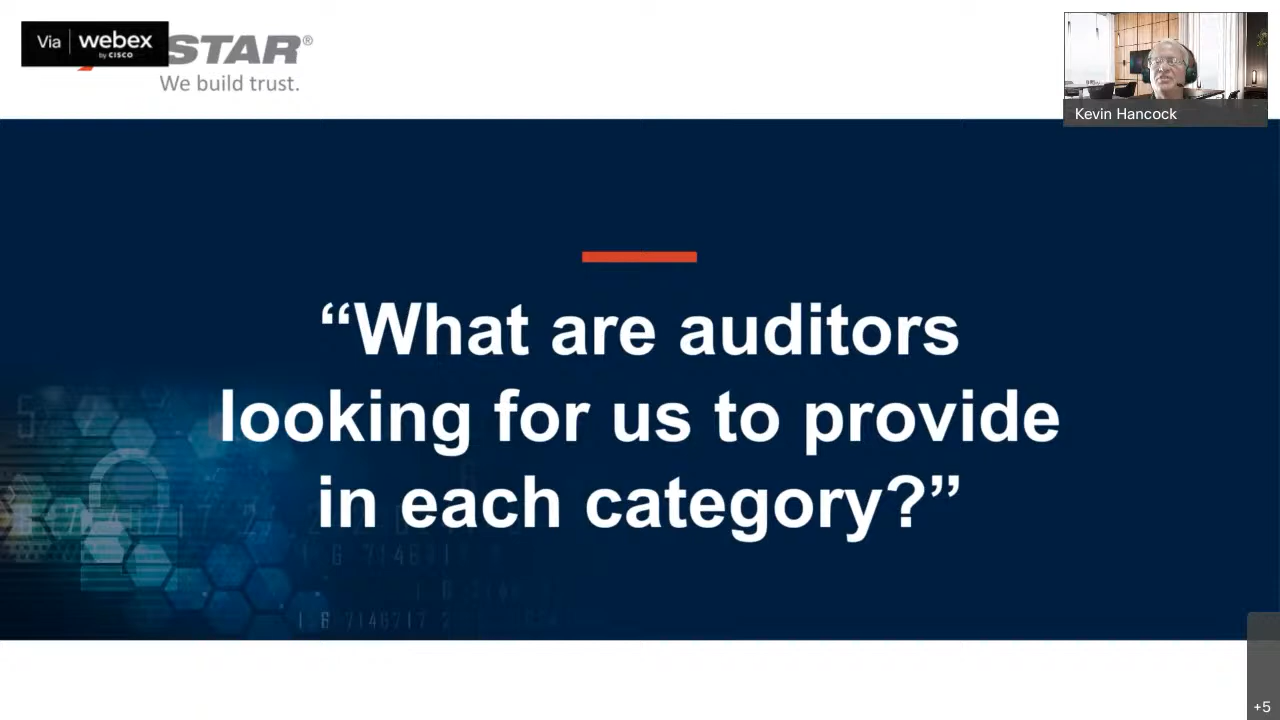 Via webex
by CISCO
STAR®
We build trust.
Kevin Hancock
“What are auditors
looking for us to provide
in each category?”
+5